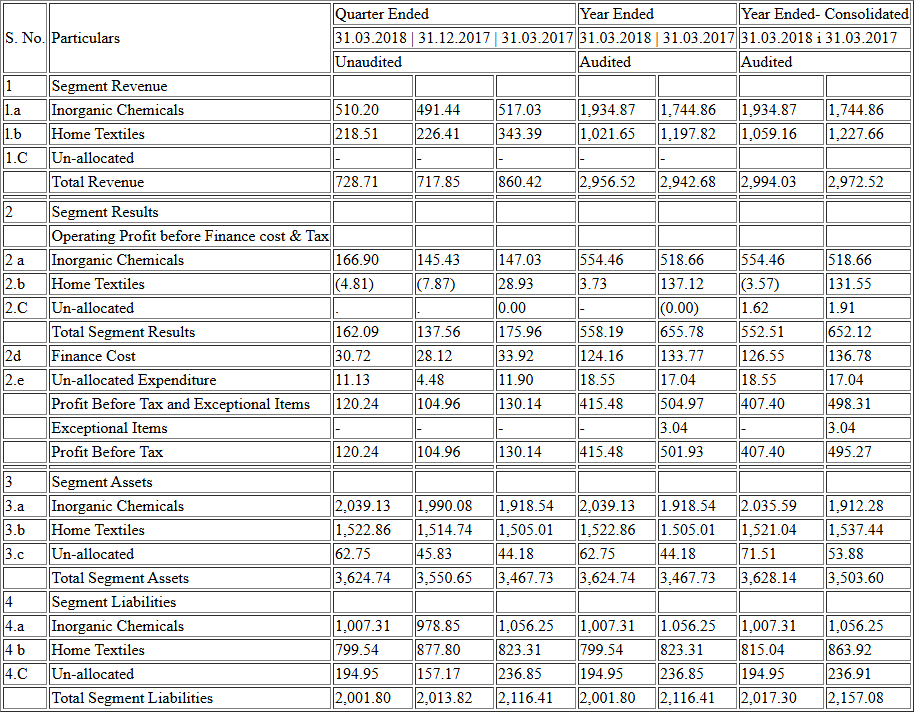 S. No. Particulars Quarter Ended Year Ended Year Ended- Consolidated
31.03.2018 | 31.12.2017 | 31.03.2017 31.03.2018 | 31.03.2017 31.03.2018 i 31.03.2017
Unaudited Audited Audited
1 Segment Revenue
l.a Inorganic Chemicals 510.20 491.44 517.03 1,934.87 1,744.86 1,934.87 1,744.86
l.b Home Textiles 218.51 226.41 343.39 1,021.65 1,197.82 1,059.16 1,227.66
1.C Un-allocated - - - - -
Total Revenue 728.71 717.85 860.42 2,956.52 2,942.68 2,994.03 2,972.52
2 Segment Results
Operating Profit before Finance cost & Tax
2 a Inorganic Chemicals 166.90 145.43 147.03 554.46 518.66 554.46 518.66
2.b Home Textiles (4.81) (7.87) 28.93 3.73 137.12 (3.57) 131.55
2.C Un-allocated . . 0.00 - (0.00) 1.62 1.91
Total Segment Results 162.09 137.56 175.96 558.19 655.78 552.51 652.12
2d Finance Cost 30.72 28.12 33.92 124.16 133.77 126.55 136.78
2.e Un-allocated Expenditure 11.13 4.48 11.90 18.55 17.04 18.55 17.04
Profit Before Tax and Exceptional Items 120.24 104.96 130.14 415.48 504.97 407.40 498.31
Exceptional Items - - - - 3.04 - 3.04
Profit Before Tax 120.24 104.96 130.14 415.48 501.93 407.40 495.27
3 Segment Assets
3.a Inorganic Chemicals 2,039.13 1,990.08 1,918.54 2,039.13 1.918.54 2.035.59 1,912.28
3.b Home Textiles 1,522.86 1,514.74 1,505.01 1,522.86 1.505.01 1,521.04 1,537.44
3.c Un-allocated 62.75 45.83 44.18 62.75 44.18 71.51 53.88
Total Segment Assets 3,624.74 3,550.65 3,467.73 3,624.74 3,467.73 3,628.14 3,503.60
4 Segment Liabilities
4.a Inorganic Chemicals 1,007.31 978.85 1,056.25 1,007.31 1.056.25 1,007.31 1,056.25
4 b Home Textiles 799.54 877.80 823.31 799.54 823.31 815.04 863.92
4.C Un-allocated 194.95 157.17 236.85 194.95 236.85 194.95 236.91
Total Segment Liabilities 2,001.80 2,013.82 2,116.41 2,001.80 2,116.41 2,017.30 2,157.08